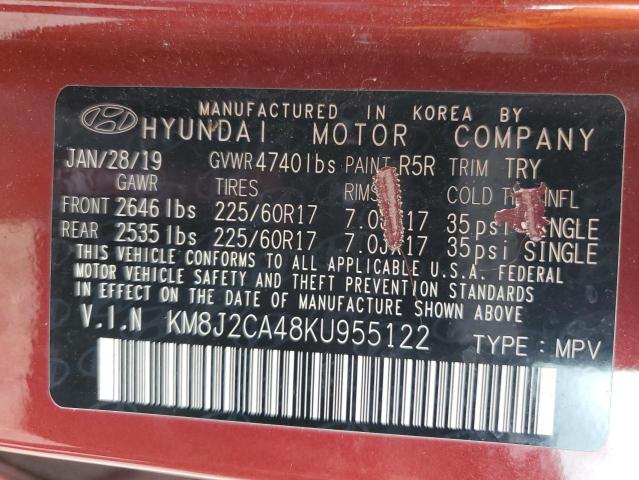 MANUFACTURED IN KOREA BY
HYUNDAI MOTOR COMPANY
JAN/28/19 GVWR 4740lbs PAINT R5R TRIM TRY
GAWR TIRES RIMS COLD INFL
FRONT 2646 lbs 225/60R17 17 35 psi
REAR 2535 lbs 225/60R17 17 35 psi SINGLE
THIS VEHICLE CONFORMS TO ALL APPLICABLE U.S.A. FEDERAL
MOTOR VEHICLE SAFETY AND THEFT PREVENTION STANDARDS
IN EFFECT ON THE DATE OF MANUFACTURE SHOWN ABOVE
V.I.N KM8J2CA48KU955122 TYPE : MPV